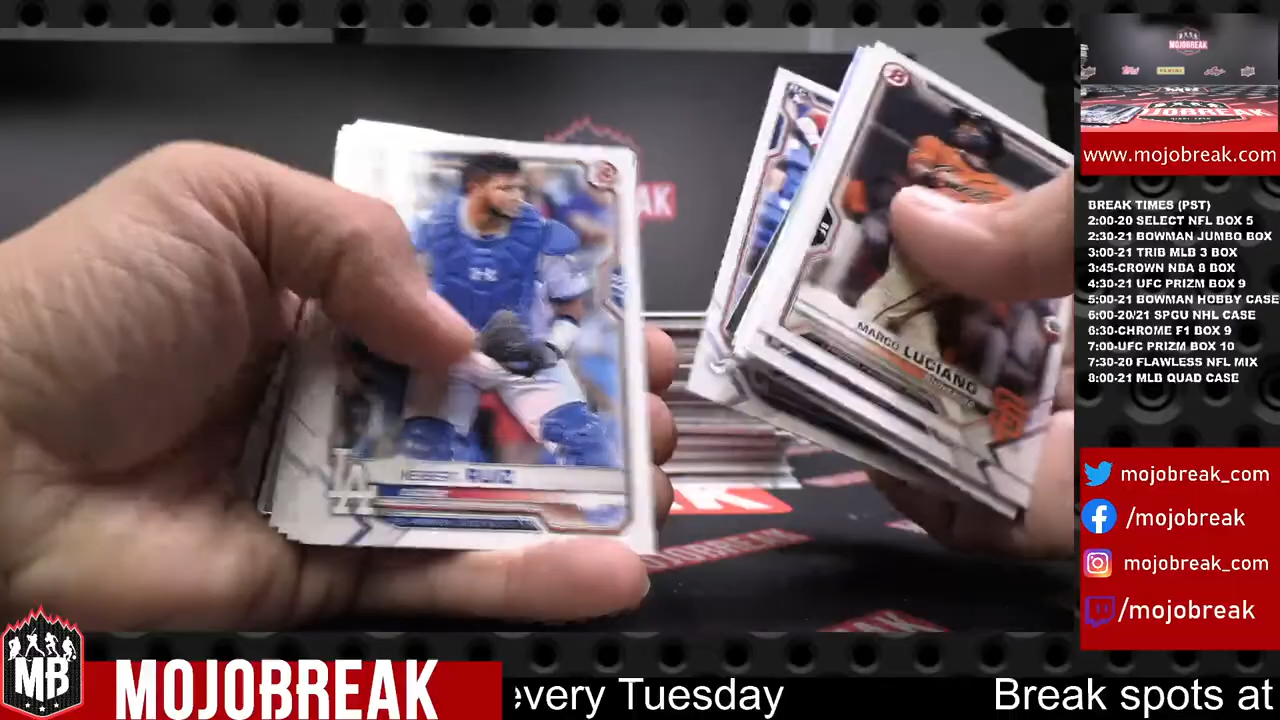 MOJOBREAK
www.mojobreak.com
BREAK TIMES (PST)
2:00-20 SELECT NFL BOX 5
2:30-21 BOWMAN JUMBO BOX
3:00-21 TRIB MLB 3 BOX
3:45-CROWN NBA 8 BOX
4:30-21 UFC PRIZM BOX 9
5:00-21 BOWMAN HOBBY CASE
6:00-20/21 SPGU NHL CASE
6:30-CHROME F1 BOX 9
7:00-UFC PRIZM BOX 10
7:30-20 FLAWLESS NFL MIX
8:00-21 MLB QUAD CASE
MARCO LUCIANO
RUIZ
LA
MOJOBREAK
mojobreak_com
/mojobreak
mojobreak_com
/mojobreak
MB
MOJOBREAK
every Tuesday
Break spots at